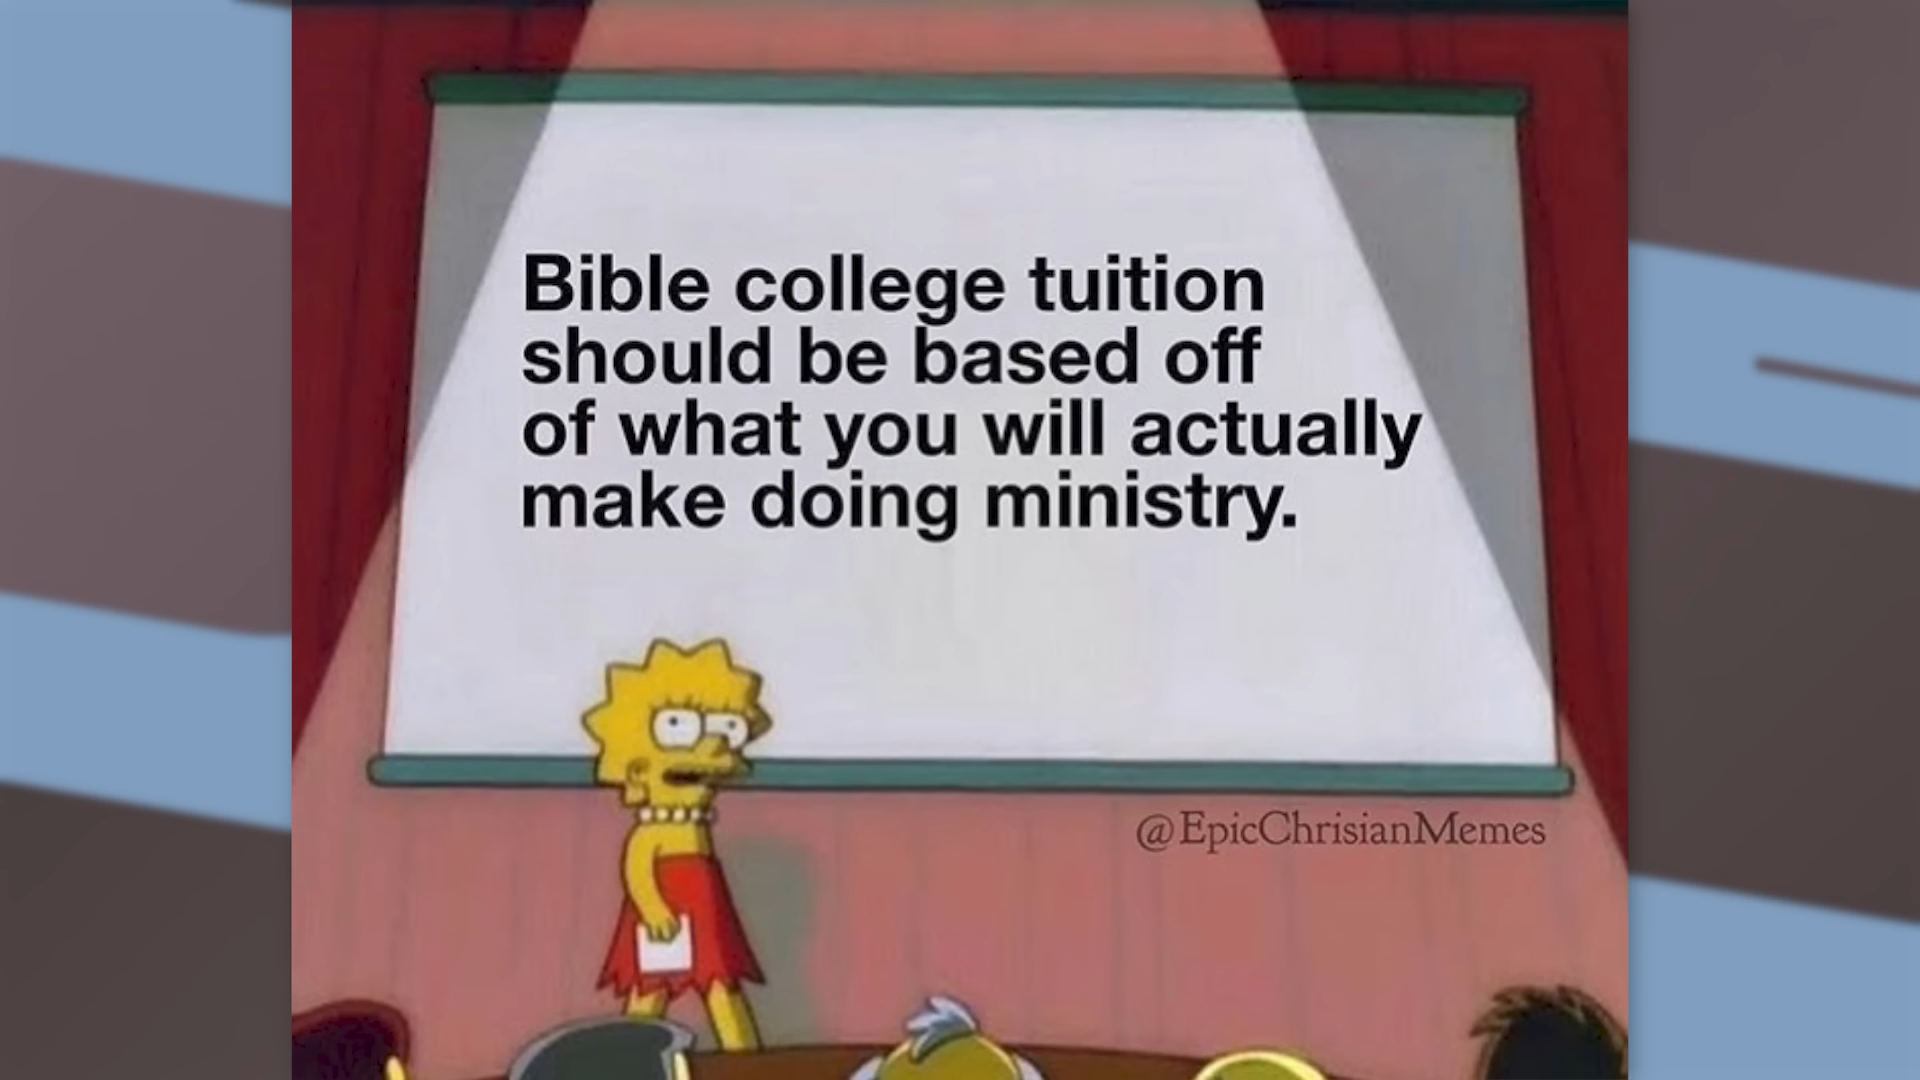 Bible college tuition
should be based off
of what you will actually
make doing ministry.
@EpicChrisianMemes